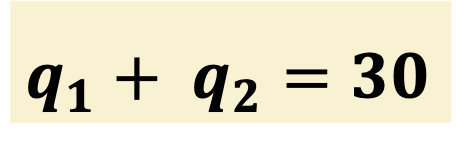 q₁ + q₂ = 30